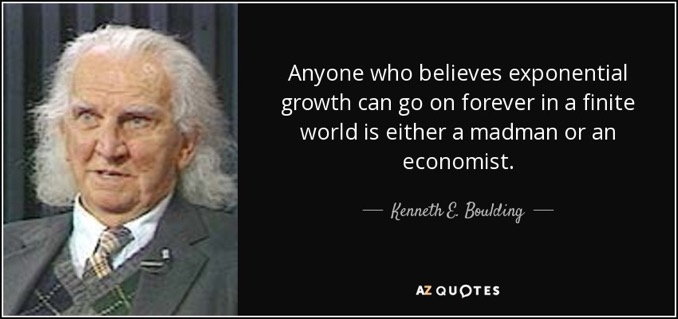 Anyone who believes exponential
growth can go on forever in a finite
world is either a madman or an
economist.
Kenneth E. Boulding
AZ QUOTES